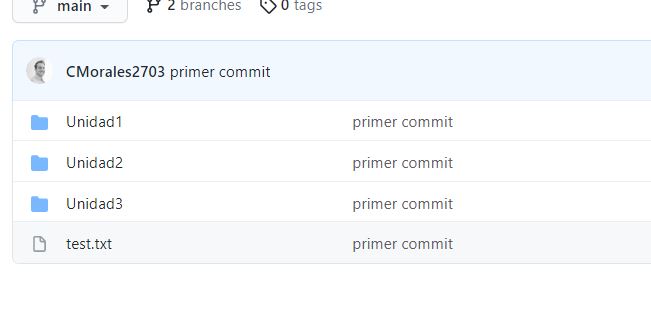 main 2 branches 0 tags
CMorales2703 primer commit
Unidad1 primer commit
Unidad2 primer commit
Unidad3 primer commit
test.txt primer commit